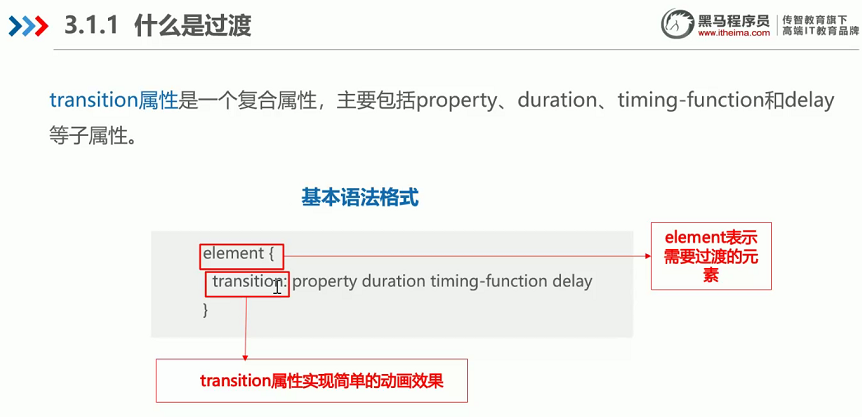 3.1.1 什么是过渡
黑马程序员
www.itheima.com
传智教育旗下
高端IT教育品牌
transition属性是一个复合属性，主要包括property、duration、timing-function和delay
等子属性。
基本语法格式
element {
transition: property duration timing-function delay
}
element表示
需要过渡的元
素
transition属性实现简单的动画效果